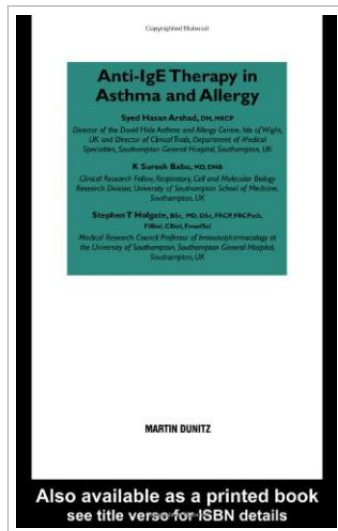 Copyrighted Material
Anti-IgE Therapy in
Asthma and Allergy
Syed Hasan Arshad, DM, MRCP
Director of the David Hide Asthma and Allergy Centre, Isle of Wight,
UK and Director of Clinical Trials, Department of Medical
Specialties, Southampton General Hospital, Southampton, UK
K Suresh Babu, MD, DNB
Clinical Research Fellow, Respiratory, Cell and Molecular Biology
Research Division, University of Southampton School of Medicine,
Southampton, UK
Stephen T Holgate, BSc, MD, DSc, FRCP, FRCPath,
FIBiol, CBiol, FmedSci
Medical Research Council Professor of Immunopharmacology at
the University of Southampton, Southampton General Hospital,
Southampton, UK
MARTIN DUNITZ
Also available as a printed book
see title verso for ISBN details